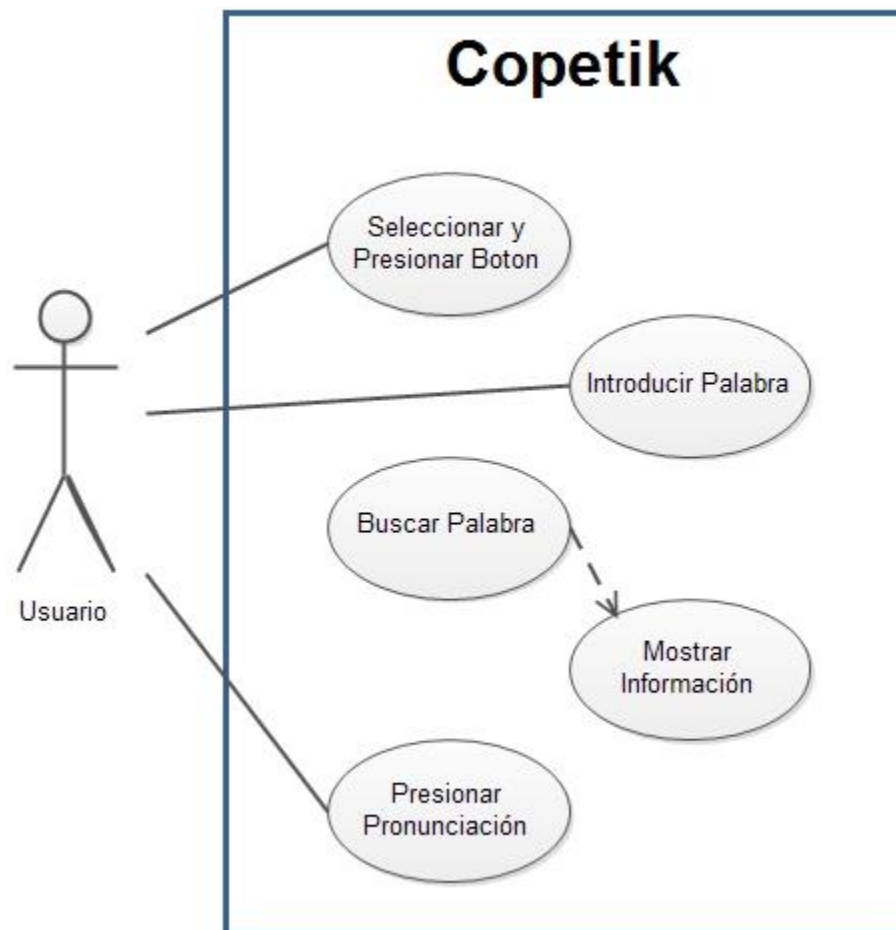 Copetik
Seleccionar y
Presionar Boton
Introducir Palabra
Buscar Palabra
Usuario
Mostrar
Información
Presionar
Pronunciación